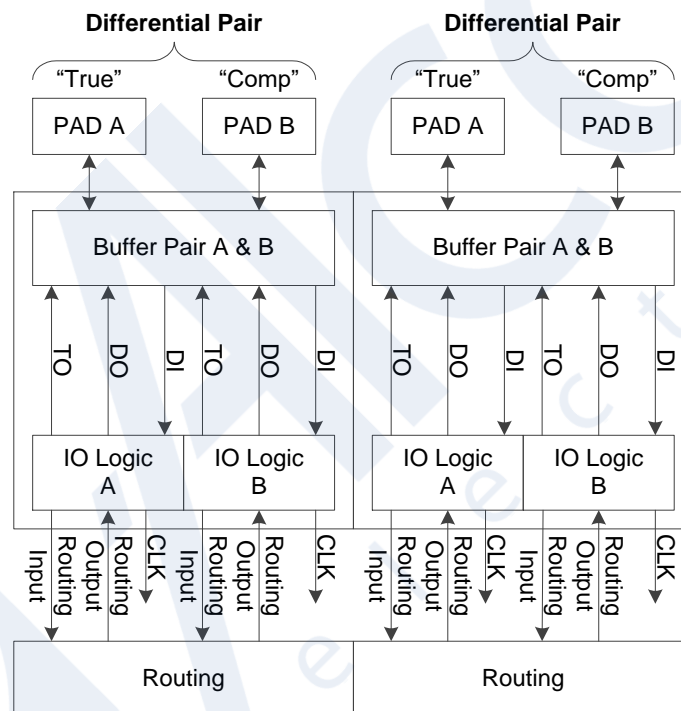 Differential Pair Differential Pair
“True” “Comp” “True” “Comp”
PAD A PAD B PAD A PAD B
Buffer Pair A & B Buffer Pair A & B
TO DO DI TO DO DI TO DO DI TO DO DI
IO Logic A IO Logic B IO Logic A IO Logic B
Routing Input Routing Output CLK Routing Input Routing Output CLK Routing Input Routing Output CLK Routing Input Routing Output CLK
Routing Routing